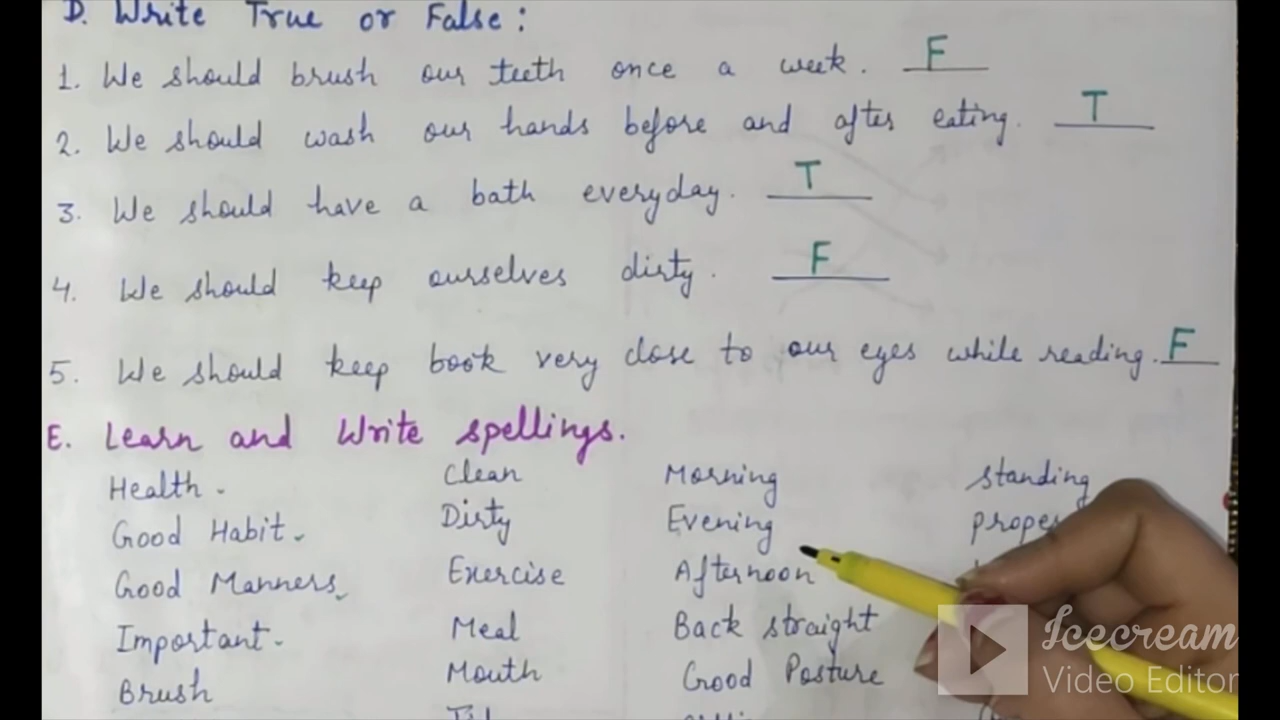 D. Write True or False:
1. We should brush our teeth once a week. F
2. We should wash our hands before and after eating. T
3. We should have a bath everyday. T
4. We should keep ourselves dirty. F
5. We should keep book very close to our eyes while reading. F
E. Learn and Write spellings.
Health Clean Morning standing
Good Habit Dirty Evening
Good Manners Exercise Afternoon
Important Meal Back straight
Brush Mouth Good Posture
Icecream
Video Editor